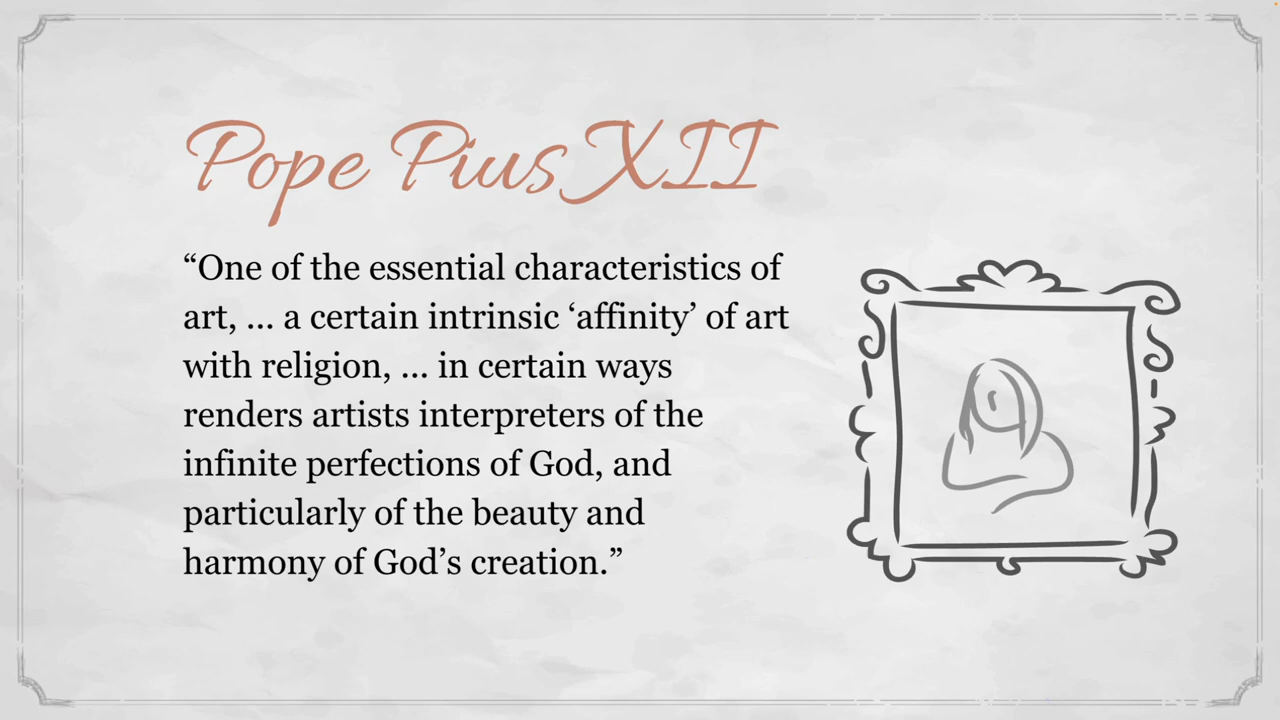 Pope Pius XII
“One of the essential characteristics of
art, ... a certain intrinsic ‘affinity’ of art
with religion, ... in certain ways
renders artists interpreters of the
infinite perfections of God, and
particularly of the beauty and
harmony of God’s creation.”